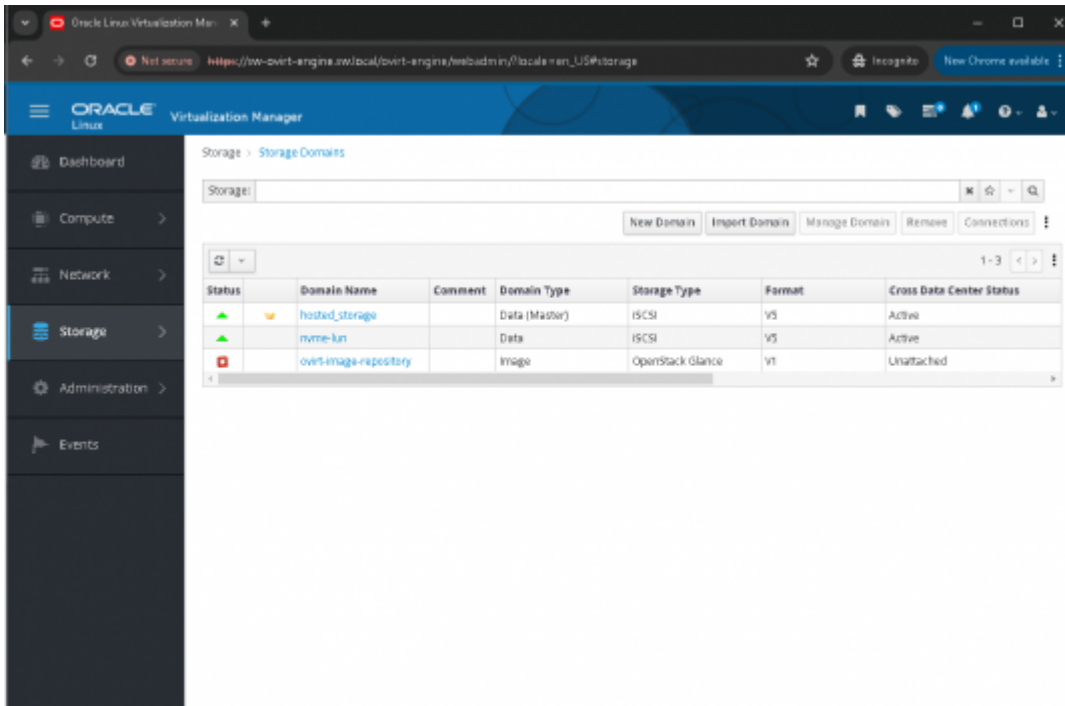 Oracle Linux Virtualization Man
Not secure https://sw-ovirt-engine.sw.local/ovirt-engine/webadmin/?locale=en_US#storage Incognito New Chrome available
ORACLE Linux Virtualization Manager
Dashboard
Compute
Network
Storage
Administration
Events
Storage > Storage Domains
Storage:
New Domain Import Domain Manage Domain Remove Connections
1-3
Status Domain Name Comment Domain Type Storage Type Format Cross Data Center Status
hosted_storage Data (Master) iSCSI V5 Active
nvme-lun Data iSCSI V5 Active
ovirt-image-repository Image OpenStack Glance V1 Unattached